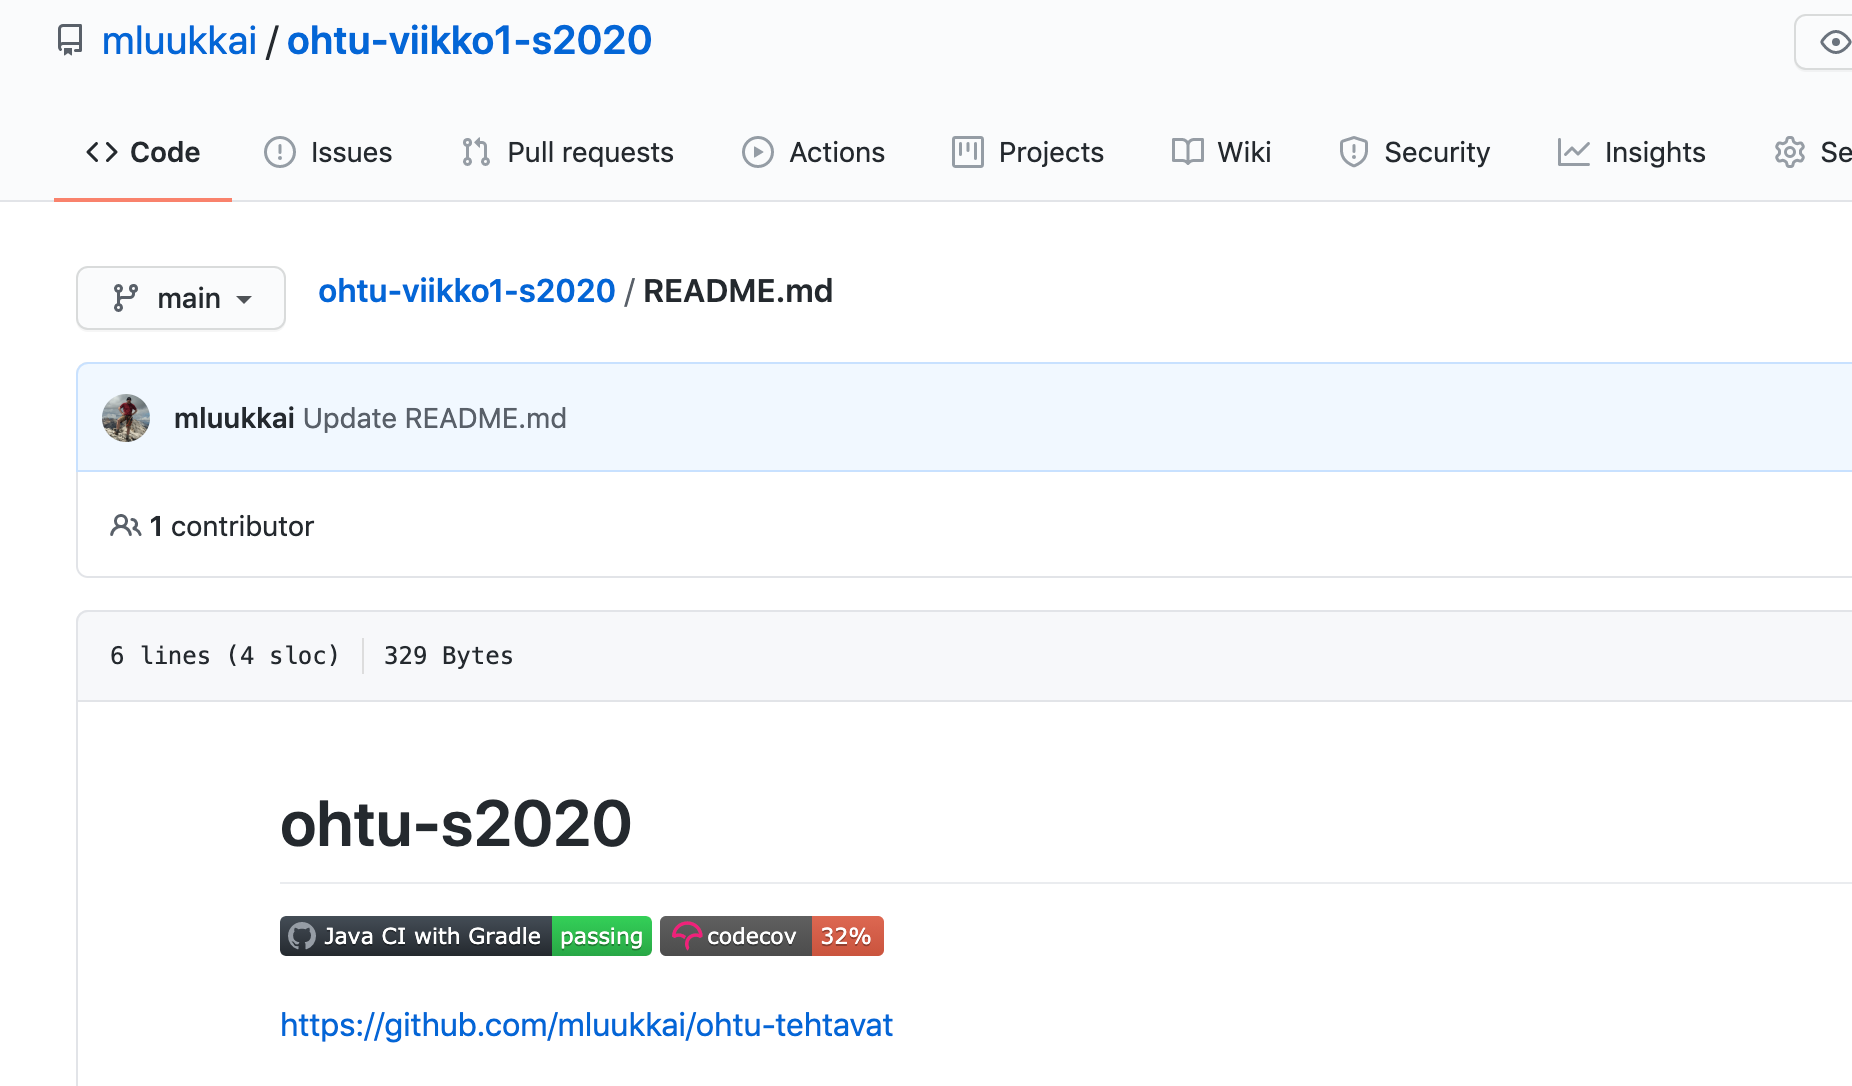 mluukkai / ohtu-viikko1-s2020
Code Issues Pull requests Actions Projects Wiki Security Insights Se
main ohtu-viikko1-s2020 / README.md
mluukkai Update README.md
1 contributor
6 lines (4 sloc) 329 Bytes
ohtu-s2020
Java CI with Gradle passing codecov 32%
https://github.com/mluukkai/ohtu-tehtavat